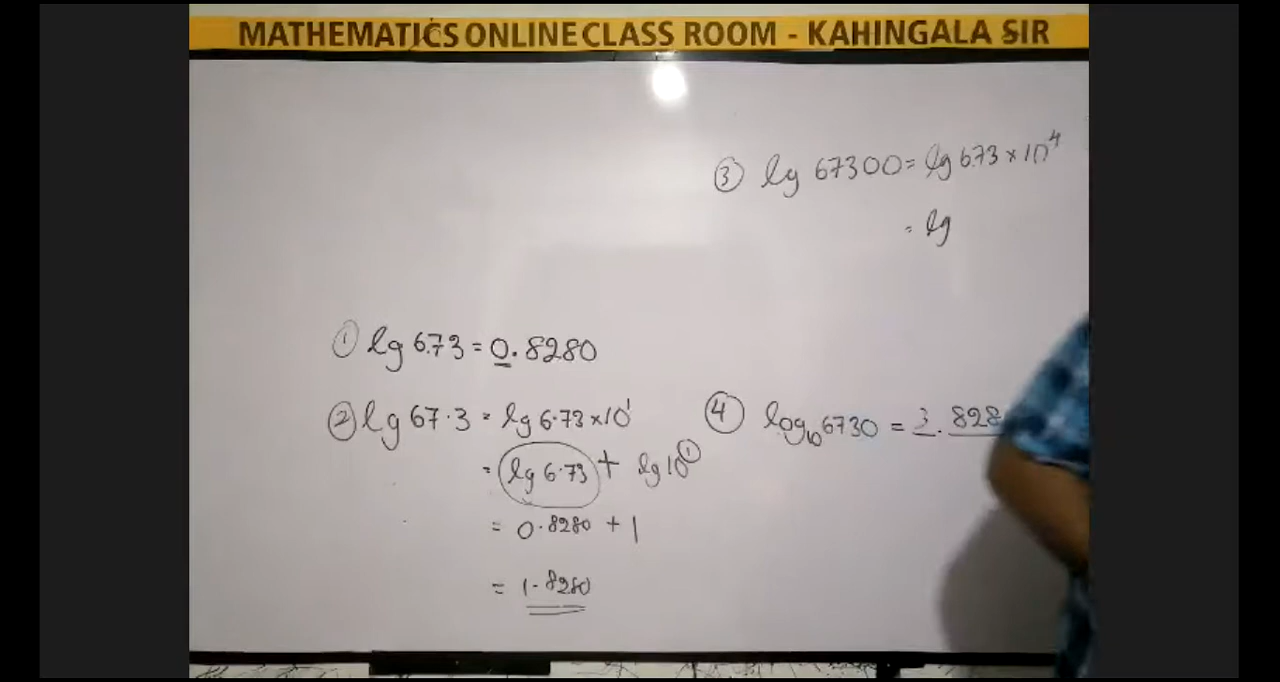 MATHEMATICS ONLINE CLASS ROOM - KAHINGALA SIR
③ lg 67300 = lg 6.73 × 10⁴
= lg
① lg 6.73 = 0.8280
② lg 67.3 = lg 6.73 × 10¹
= lg 6.73 + lg 10¹
= 0.8280 + 1
= 1.8280
④ log₁₀ 6730 = 3.828